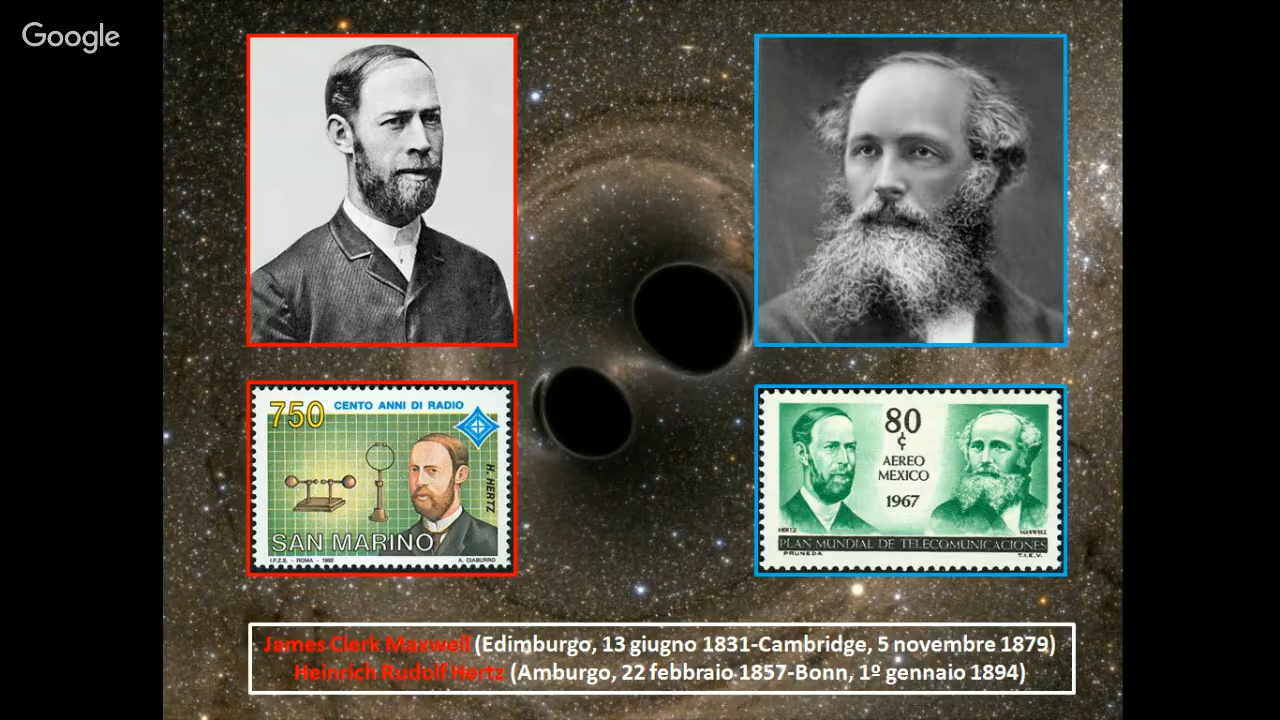 Google
750
CENTO ANNI DI RADIO
H. HERTZ
SAN MARINO
I.P.Z.S. - ROMA -
A. CIABURRO
80
¢
AEREO
MEXICO
1967
HERTZ
MAXWELL
PLAN MUNDIAL DE TELECOMUNICACIONES
PRUNEDA
T.I.E.V.
James Clerk Maxwell (Edimburgo, 13 giugno 1831-Cambridge, 5 novembre 1879)
Heinrich Rudolf Hertz (Amburgo, 22 febbraio 1857-Bonn, 1º gennaio 1894)